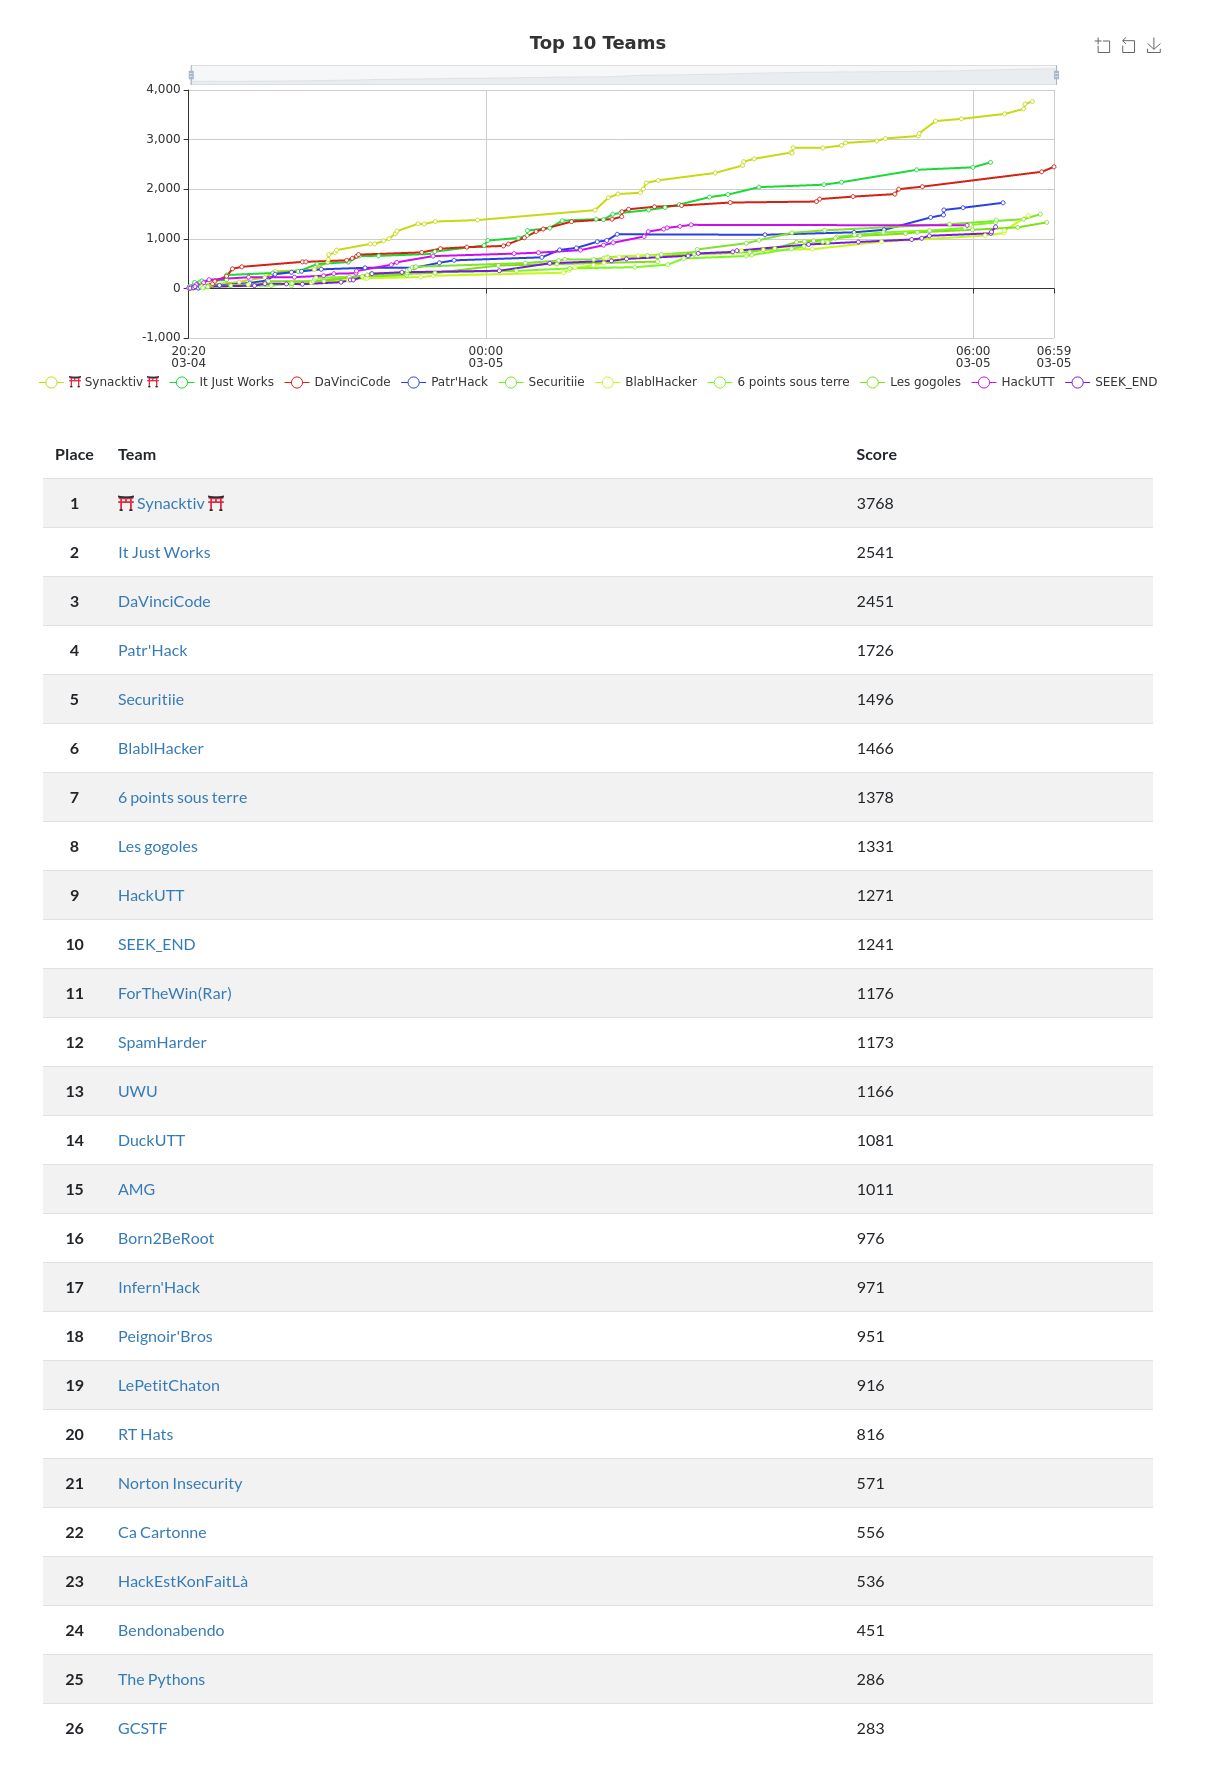 Top 10 Teams
4,000
3,000
2,000
1,000
0
-1,000
20:20 00:00 06:00 06:59
03-04 03-05 03-05 03-05
⛩ Synacktiv ⛩ It Just Works DaVinciCode Patr'Hack Securitiie BlablHacker 6 points sous terre Les gogoles HackUTT SEEK_END
Place Team Score
1 ⛩ Synacktiv ⛩ 3768
2 It Just Works 2541
3 DaVinciCode 2451
4 Patr'Hack 1726
5 Securitiie 1496
6 BlablHacker 1466
7 6 points sous terre 1378
8 Les gogoles 1331
9 HackUTT 1271
10 SEEK_END 1241
11 ForTheWin(Rar) 1176
12 SpamHarder 1173
13 UWU 1166
14 DuckUTT 1081
15 AMG 1011
16 Born2BeRoot 976
17 Infern'Hack 971
18 Peignoir'Bros 951
19 LePetitChaton 916
20 RT Hats 816
21 Norton Insecurity 571
22 Ca Cartonne 556
23 HackEstKonFaitLà 536
24 Bendonabendo 451
25 The Pythons 286
26 GCSTF 283